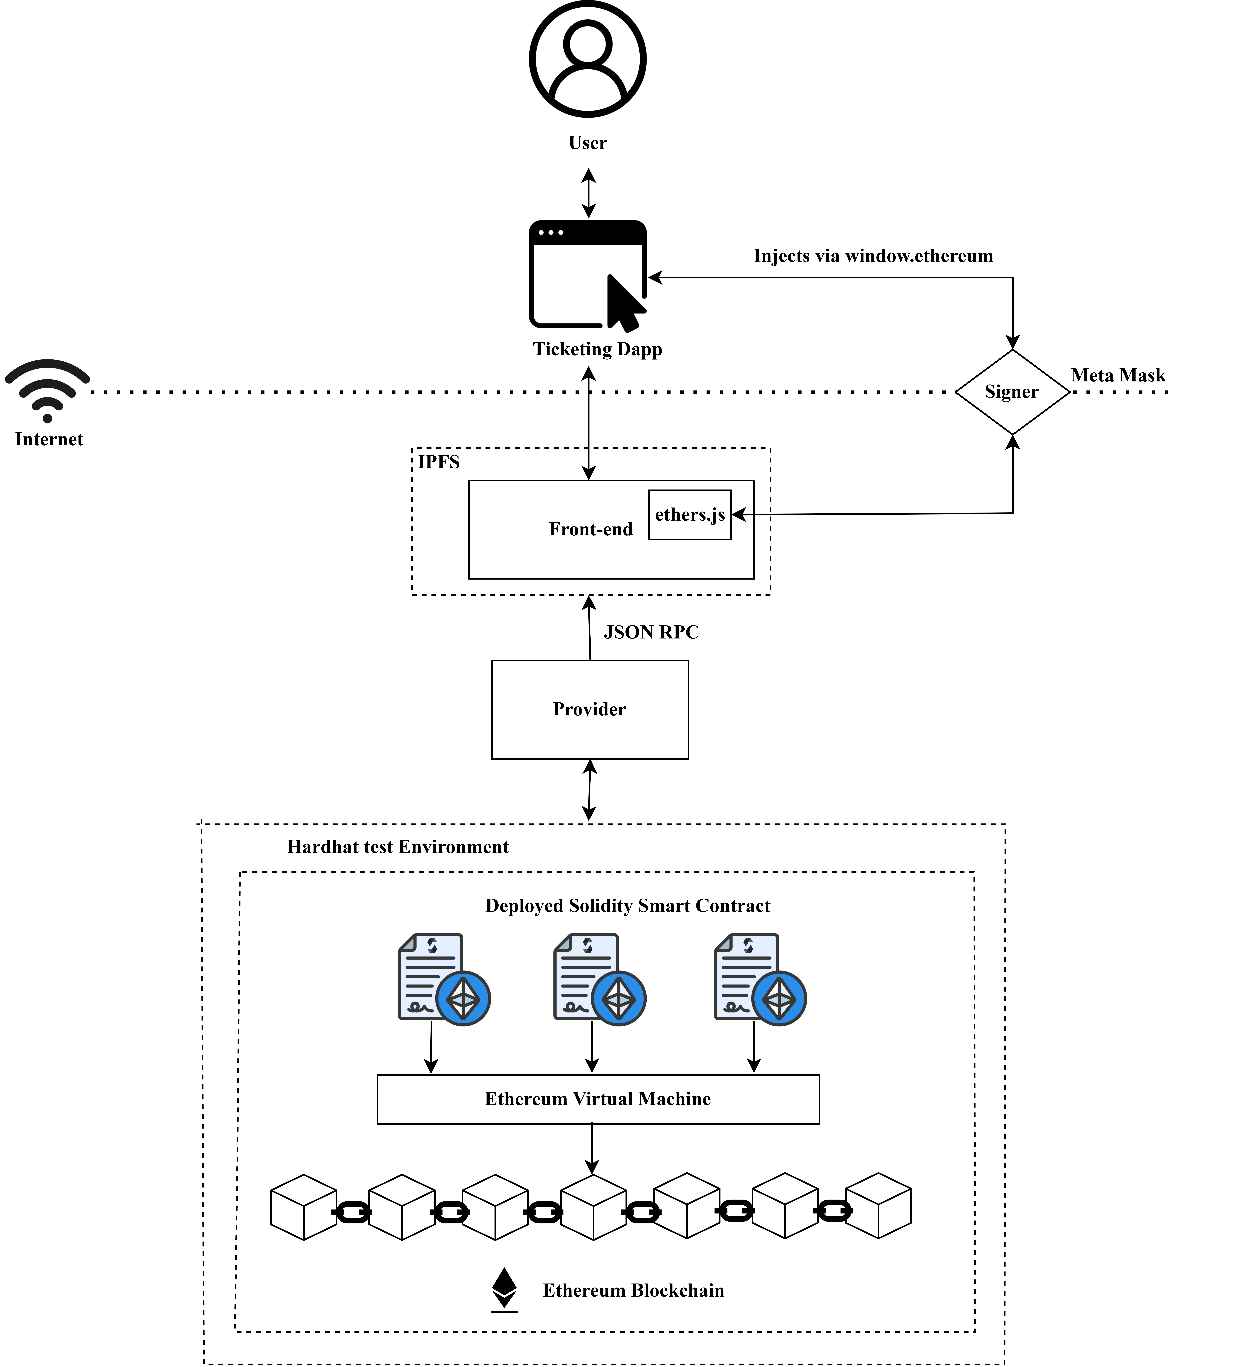 User
Injects via window.ethereum
Ticketing Dapp
Meta Mask
Signer
Internet
IPFS
ethers.js
Front-end
JSON RPC
Provider
Hardhat test Environment
Deployed Solidity Smart Contract
Ethereum Virtual Machine
Ethereum Blockchain